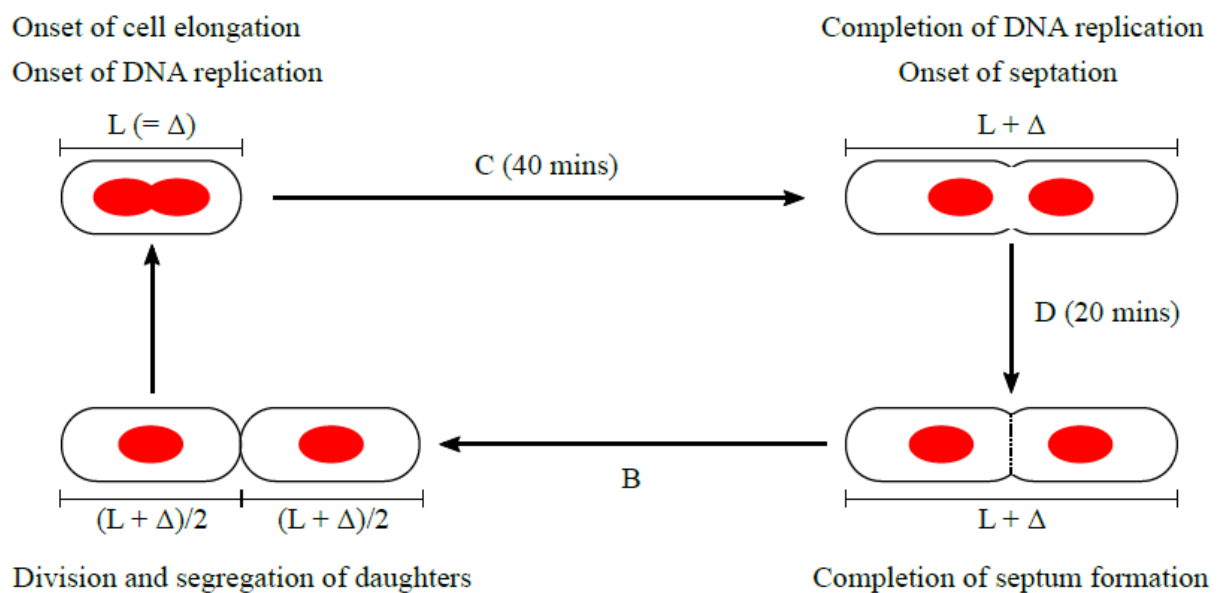 Onset of cell elongation
Onset of DNA replication
Completion of DNA replication
Onset of septation
L (= Δ)
L + Δ
C (40 mins)
D (20 mins)
B
(L + Δ)/2
(L + Δ)/2
L + Δ
Division and segregation of daughters
Completion of septum formation